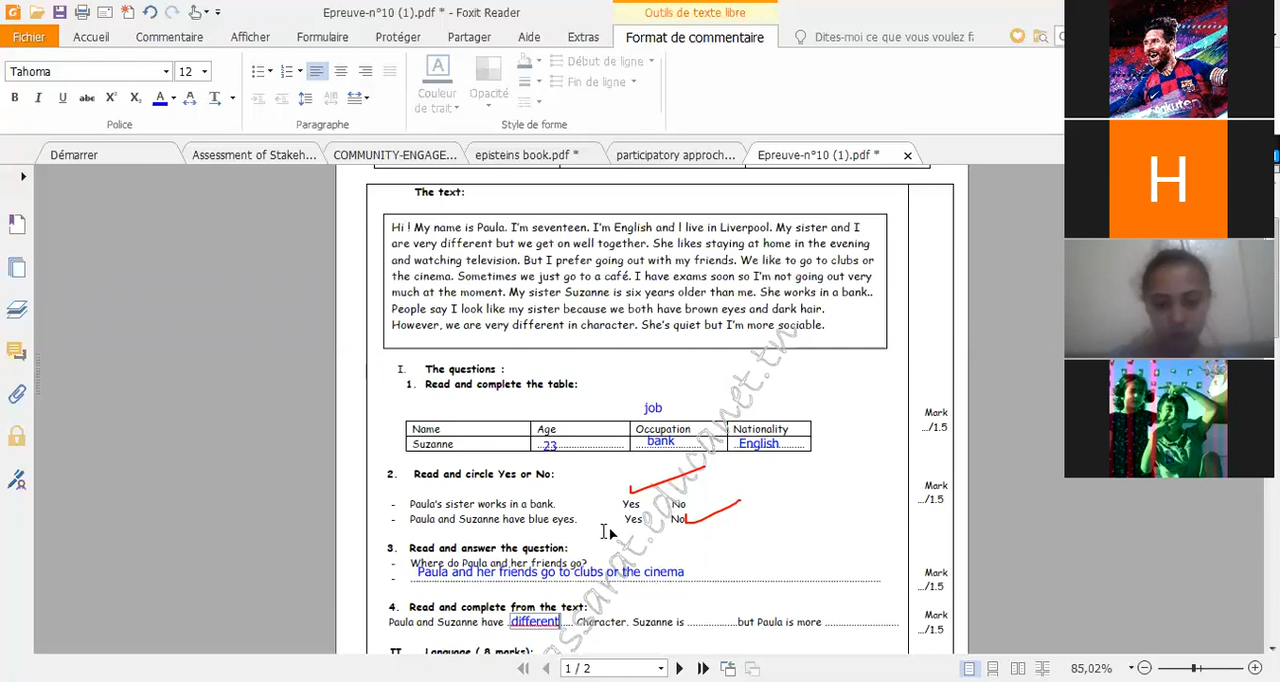 Epreuve-n°10 (1).pdf * - Foxit Reader
Outils de texte libre
Fichier
Accueil
Commentaire
Afficher
Formulaire
Protéger
Partager
Aide
Extras
Format de commentaire
Dites-moi ce que vous voulez f
Tahoma
12
Début de ligne
Fin de ligne
Couleur
de trait
Opacité
Police
Paragraphe
Style de forme
Démarrer
Assessment of Stakeh...
COMMUNITY-ENGAGE...
episteins book.pdf *
participatory approch...
Epreuve-n°10 (1).pdf *
The text:
Hi ! My name is Paula. I'm seventeen. I'm English and I live in Liverpool. My sister and I
are very different but we get on well together. She likes staying at home in the evening
and watching television. But I prefer going out with my friends. We like to go to clubs or
the cinema. Sometimes we just go to a café. I have exams soon so I'm not going out very
much at the moment. My sister Suzanne is six years older than me. She works in a bank..
People say I look like my sister because we both have brown eyes and dark hair.
However, we are very different in character. She's quiet but I'm more sociable.
I. The questions :
1. Read and complete the table:
job
Name Age Occupation Nationality
Suzanne 23 bank English
Mark
.../1.5
2 Read and circle Yes or No:
- Paula's sister works in a bank. Yes No
- Paula and Suzanne have blue eyes. Yes No
Mark
.../1.5
3. Read and answer the question:
- Where do Paula and her friends go?
- Paula and her friends go to clubs or the cinema
Mark
.../1.5
4. Read and complete from the text:
Paula and Suzanne have different Character. Suzanne is ..................but Paula is more ..........................
Mark
.../1.5
II. Language ( 8 marks):
1 / 2
85,02%
H
Rakuten